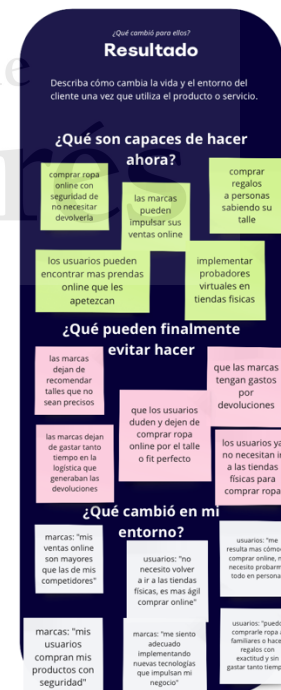 ¿Qué cambió para ellos?
Resultado
Describa cómo cambia la vida y el entorno del
cliente una vez que utiliza el producto o servicio.
¿Qué son capaces de hacer
ahora?
comprar ropa
online con
seguridad de
no necesitar
devolverla
las marcas
pueden
impulsar sus
ventas online
comprar
regalos
a personas
sabiendo su
talle
los usuarios pueden
encontrar mas prendas
online que les
apetezcan
implementar
probadores
virtuales en
tiendas fisicas
¿Qué pueden finalmente
evitar hacer
las marcas
dejan de
recomendar
talles que no
sean precisos
que los usuarios
duden y dejen de
comprar ropa
online por el talle
o fit perfecto
que las marcas
tengan gastos
por
devoluciones
las marcas dejan
de gastar tanto
tiempo en la
logística que
generaban las
devoluciones
los usuarios ya
no necesitan ir
a las tiendas
físicas para
comprar ropa
¿Qué cambió en mi
entorno?
marcas: "mis
ventas online
son mayores
que las de mis
competidores"
usuarios: "no
necesito volver
a ir a las tiendas
físicas, es mas ágil
comprar online"
usuarios: "me
resulta mas
comprar online,
necesito
todo en
marcas: "mis
usuarios
compran mis
productos con
seguridad"
marcas: "me siento
adecuado
implementando
nuevas tecnologías
que impulsan mi
negocio"
usuarios:
comprarle ropa
familiares o
regalos con
exactitud y sin
gastar tanto